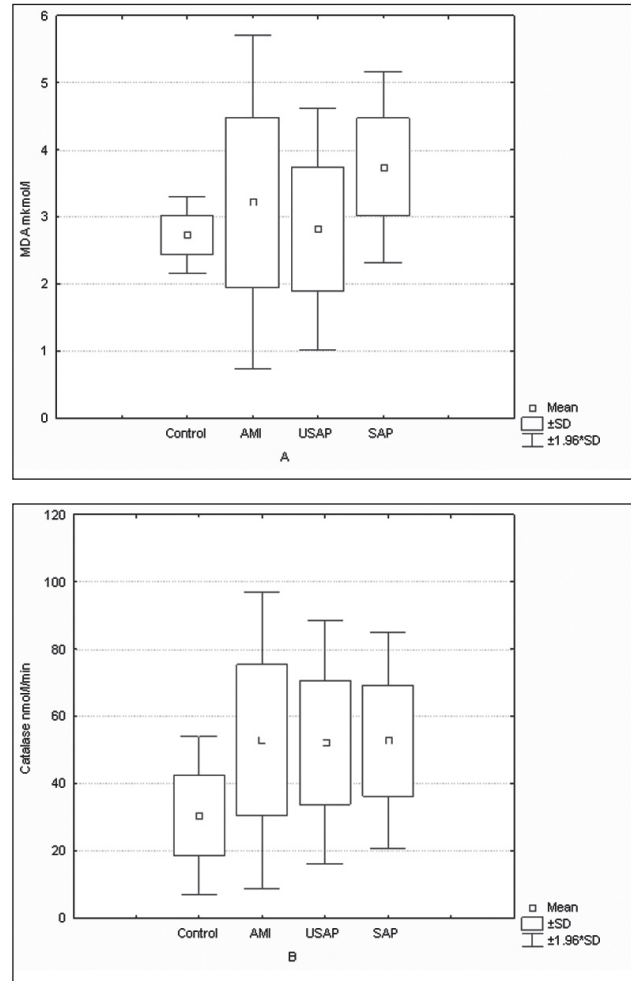 6
5
4
3
2
1
0
MDA mkmol/l
Control AMI USAP SAP
A
Mean
±SD
±1.96*SD
120
100
80
60
40
20
0
Catalase nmol/l/min
Control AMI USAP SAP
B
Mean
±SD
±1.96*SD